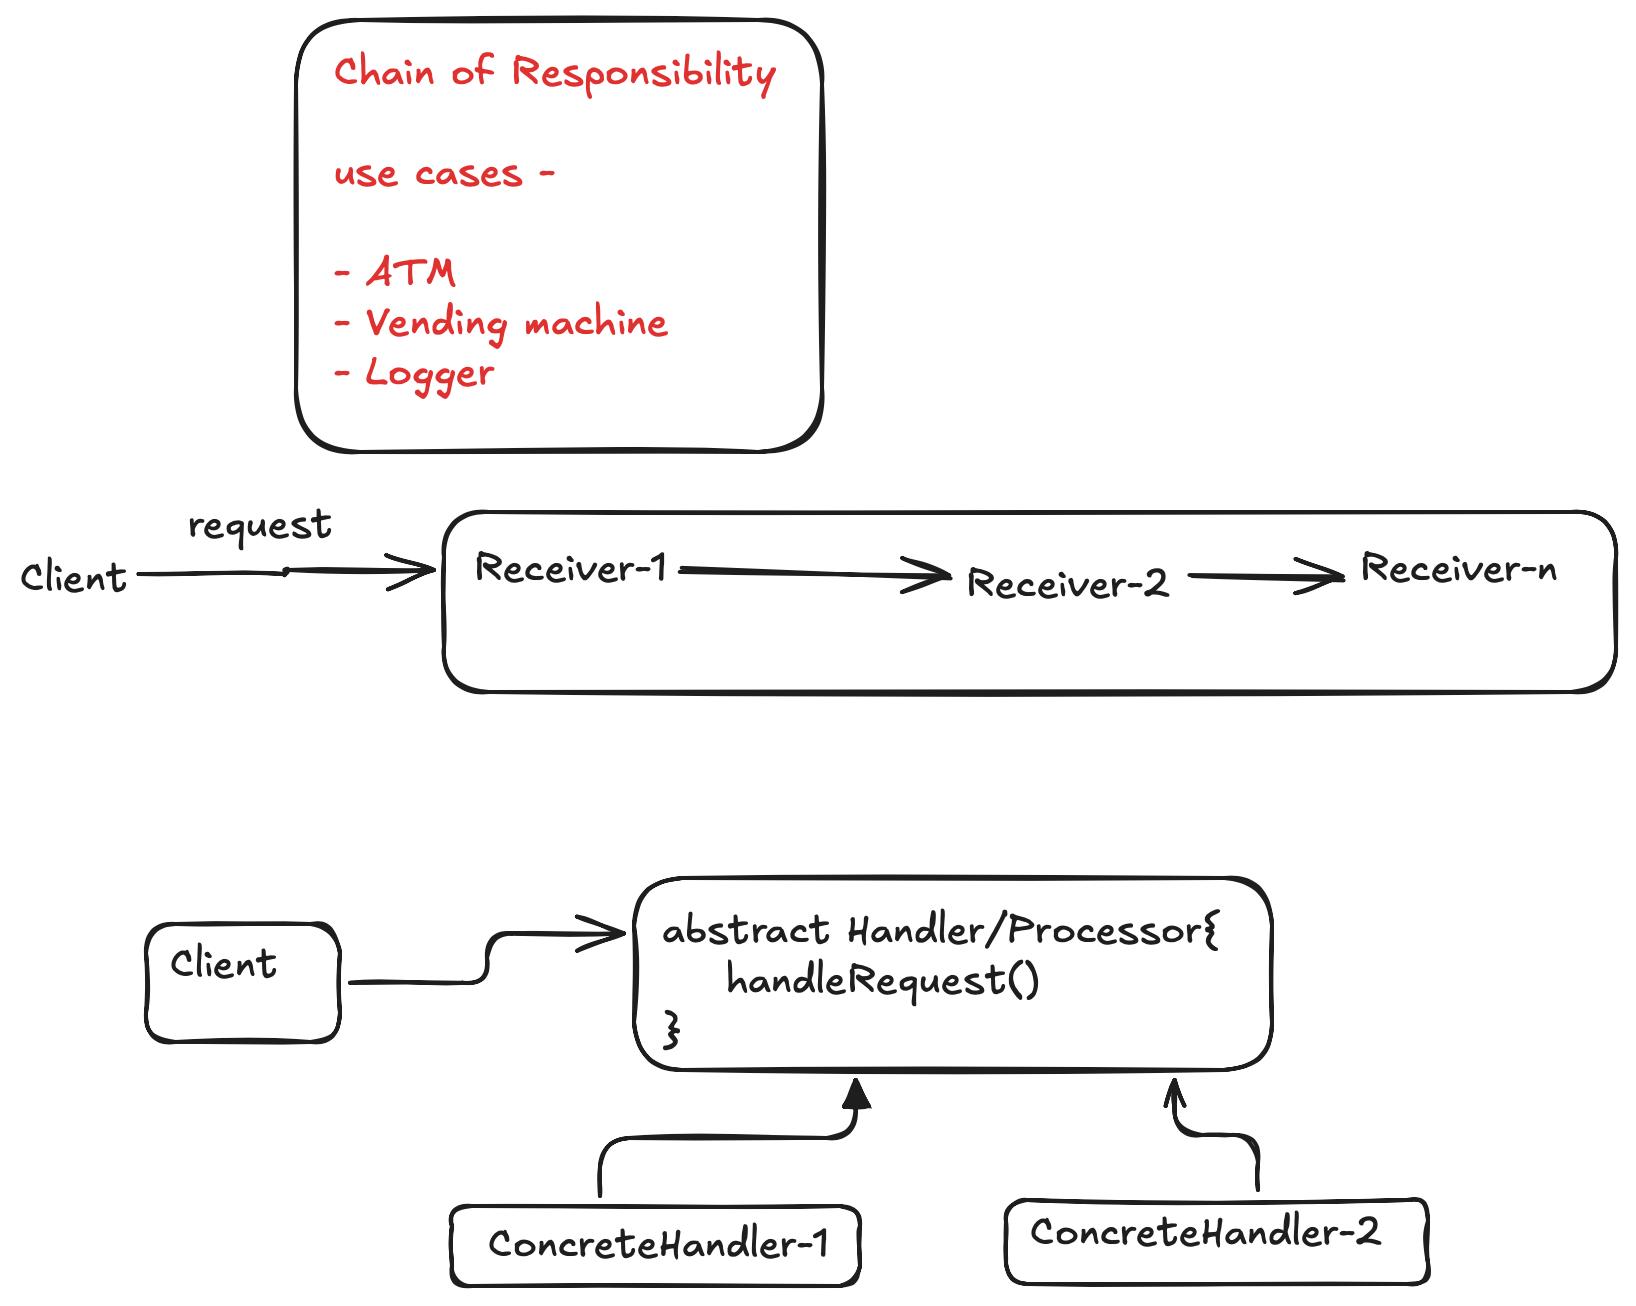 Chain of Responsibility
use cases -
- ATM
- Vending machine
- Logger
request
Client
Receiver-1
Receiver-2
Receiver-n
Client
abstract Handler/Processor{
handleRequest()
}
ConcreteHandler-1
ConcreteHandler-2